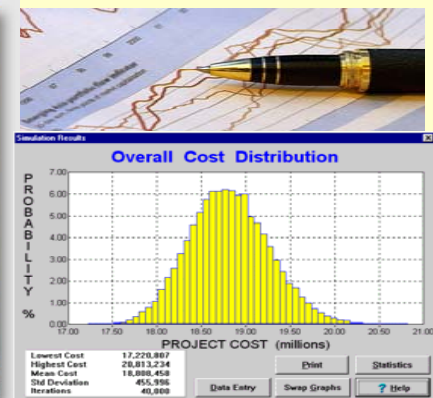 Simulation Results
Overall Cost Distribution
PROBABILITY %
7.00
6.00
5.00
4.00
3.00
2.00
1.00
0.00
17.00 17.50 18.00 18.50 19.00 19.50 20.00 20.50 21.00
PROJECT COST (millions)
Lowest Cost 17,220,807
Highest Cost 20,813,234
Mean Cost 18,808,458
Std Deviation 455,996
Iterations 40,000
Print
Statistics
Data Entry
Swap Graphs
? Help